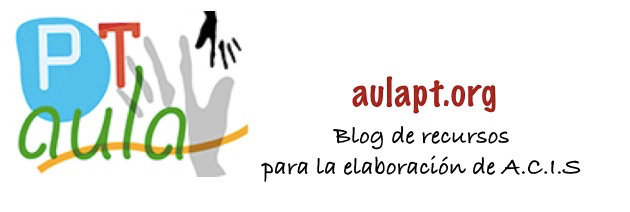 PT
aula
aulapt.org
Blog de recursos
para la elaboración de A.C.I.S